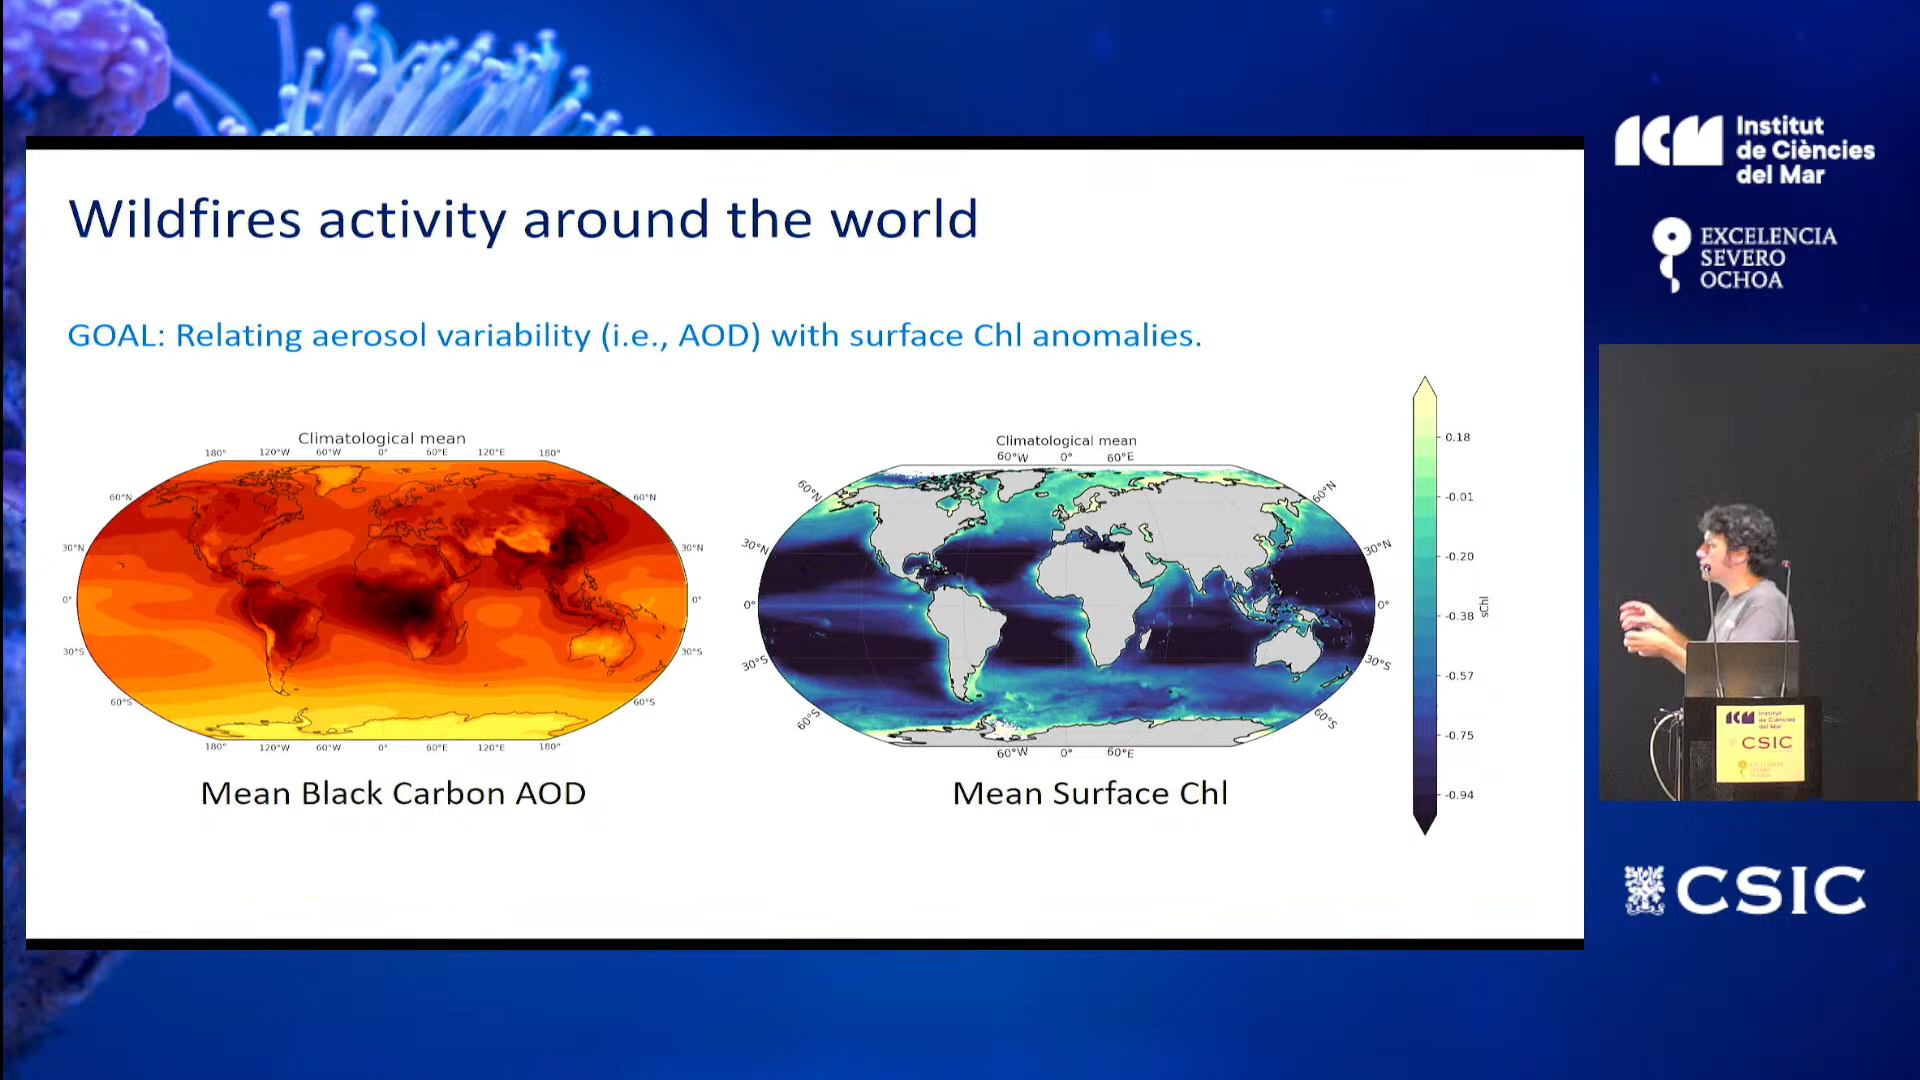 Wildfires activity around the world
GOAL: Relating aerosol variability (i.e., AOD) with surface Chl anomalies.
Climatological mean
180° 120°W 60°W 0° 60°E 120°E 180°
60°N 60°N
30°N 30°N
0° 0°
30°S 30°S
60°S 60°S
180° 120°W 60°W 0° 60°E 120°E 180°
Mean Black Carbon AOD
Climatological mean
60°W 0° 60°E
60°N 60°N
30°N 30°N
0° 0°
30°S 30°S
60°S 60°S
60°W 0° 60°E
Mean Surface Chl
0.18
-0.01
-0.20
-0.38
-0.57
-0.75
-0.94
sChl
ICM Institut
de Ciències
del Mar
EXCELENCIA
SEVERO
OCHOA
ICM Institut
de Ciències
del Mar
CSIC
CSIC